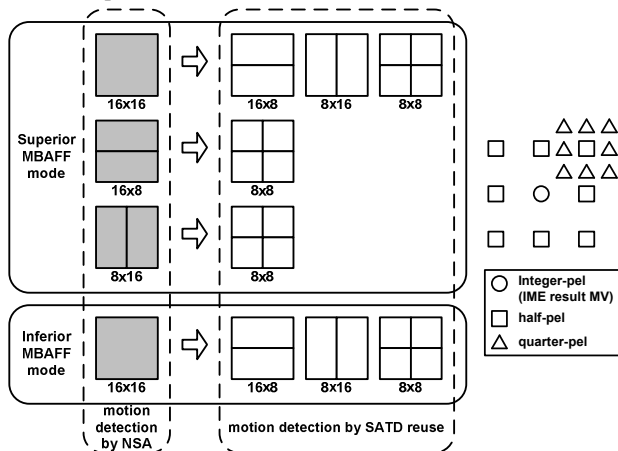 16x16
16x8
8x16
8x8
Superior
MBAFF
mode
16x8
8x8
8x16
8x8
Integer-pel
(IME result MV)
half-pel
quarter-pel
Inferior
MBAFF
mode
16x16
16x8
8x16
8x8
motion
detection
by NSA
motion detection by SATD reuse